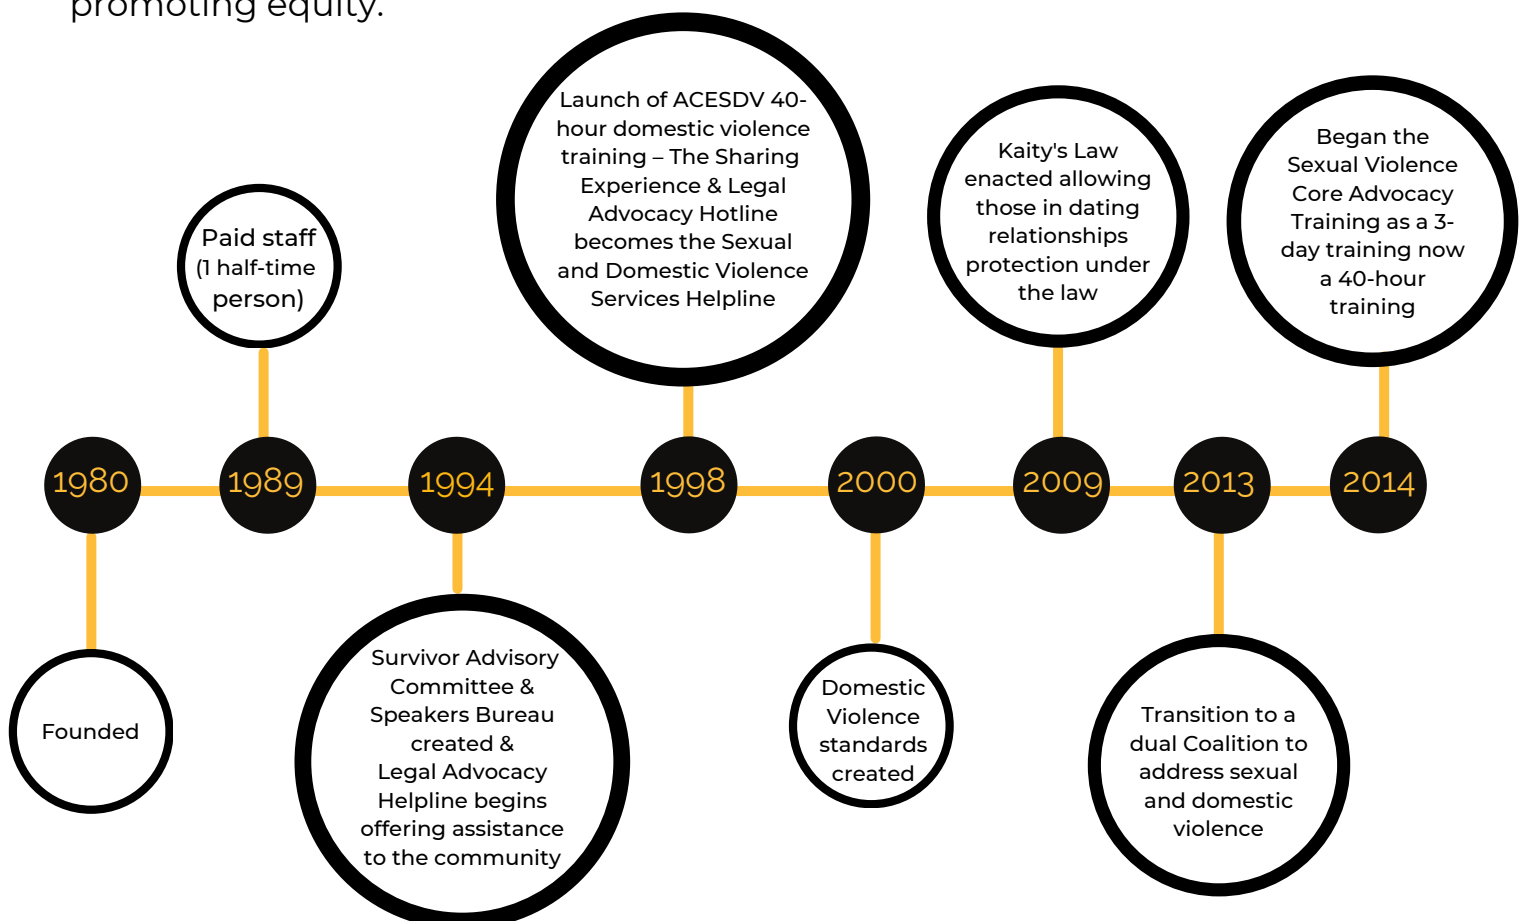 promoting equity.
Launch of ACESDV 40-
hour domestic violence
training – The Sharing
Experience & Legal
Advocacy Hotline
becomes the Sexual
and Domestic Violence
Services Helpline
Kaity's Law
enacted allowing
those in dating
relationships
protection under
the law
Began the
Sexual Violence
Core Advocacy
Training as a 3-
day training now
a 40-hour
training
Paid staff
(1 half-time
person)
1980
1989
1994
1998
2000
2009
2013
2014
Founded
Survivor Advisory
Committee &
Speakers Bureau
created &
Legal Advocacy
Helpline begins
offering assistance
to the community
Domestic
Violence
standards
created
Transition to a
dual Coalition to
address sexual
and domestic
violence